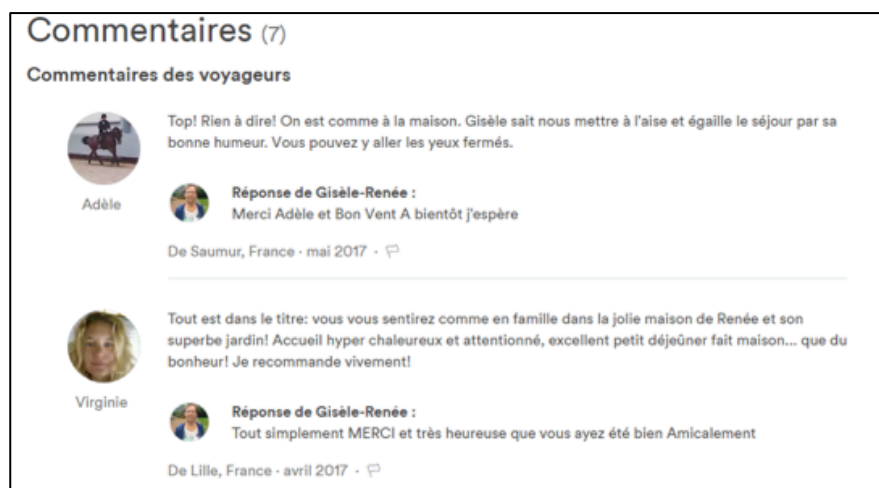 Commentaires (7)
Commentaires des voyageurs
Top! Rien à dire! On est comme à la maison. Gisèle sait nous mettre à l'aise et égaille le séjour par sa
bonne humeur. Vous pouvez y aller les yeux fermés.
Adèle
Réponse de Gisèle-Renée :
Merci Adèle et Bon Vent A bientôt j'espère
De Saumur, France · mai 2017 ·
Tout est dans le titre: vous vous sentirez comme en famille dans la jolie maison de Renée et son
superbe jardin! Accueil hyper chaleureux et attentionné, excellent petit déjeûner fait maison... que du
bonheur! Je recommande vivement!
Virginie
Réponse de Gisèle-Renée :
Tout simplement MERCI et très heureuse que vous ayez été bien Amicalement
De Lille, France · avril 2017 ·